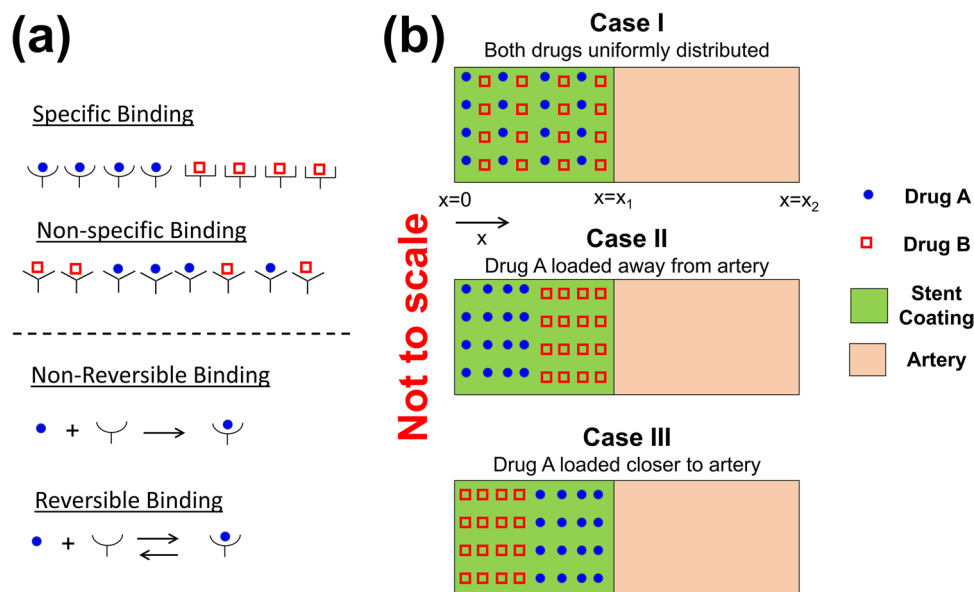 (a)
Specific Binding
Non-specific Binding
Non-Reversible Binding
+
Reversible Binding
+
(b)
Not to scale
Case I
Both drugs uniformly distributed
x=0
x=x₁
x=x₂
x
Case II
Drug A loaded away from artery
Case III
Drug A loaded closer to artery
Drug A
Drug B
Stent
Coating
Artery